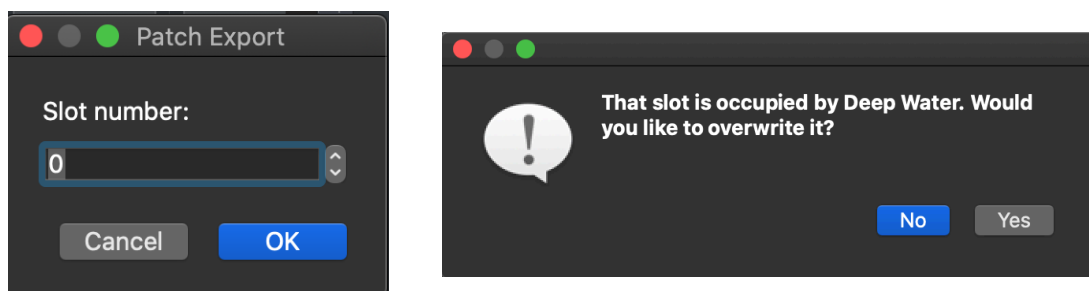 Patch Export
Slot number:
0
Cancel
OK
That slot is occupied by Deep Water. Would
you like to overwrite it?
No
Yes